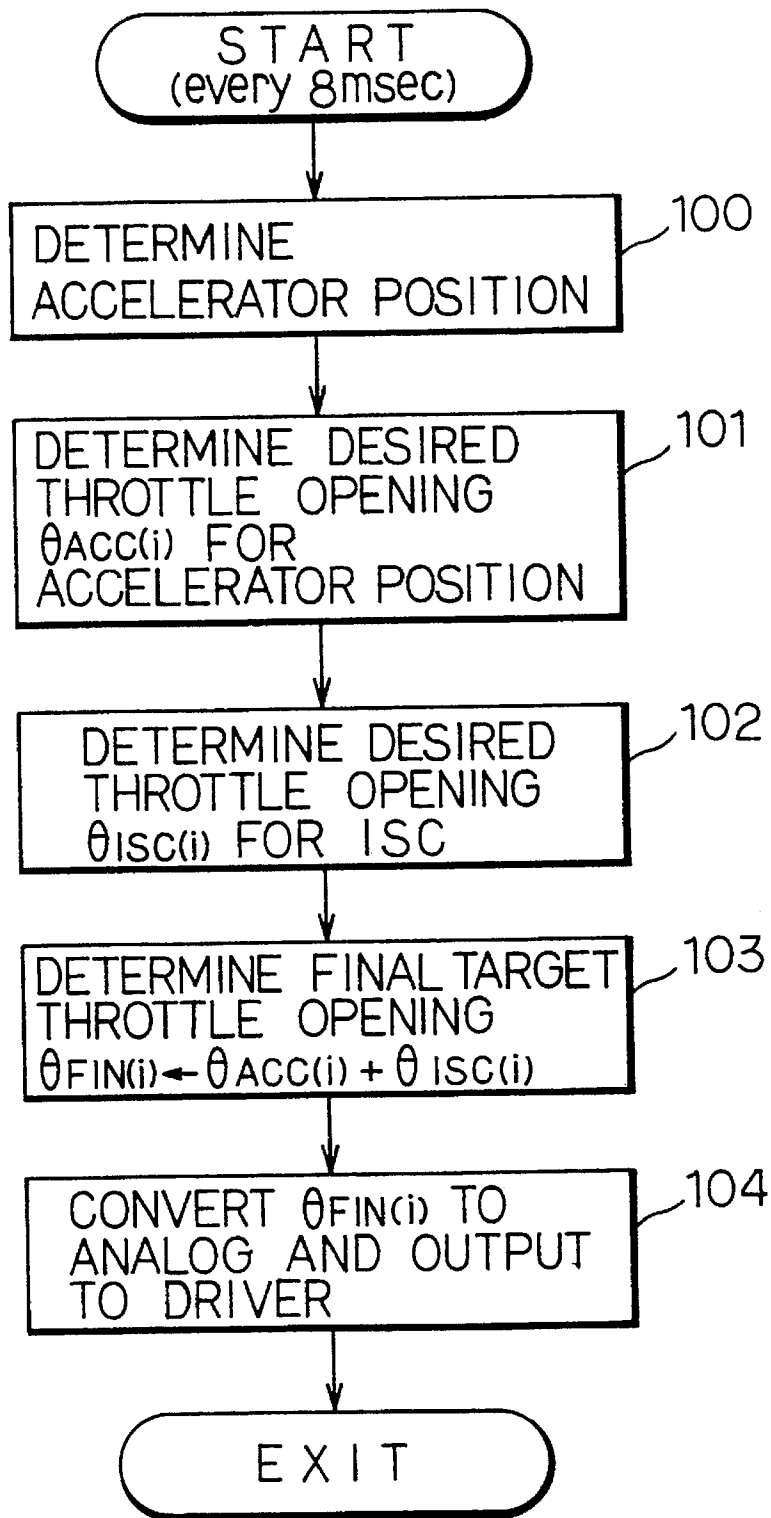 START
(every 8msec)
DETERMINE
ACCELERATOR POSITION
100
DETERMINE DESIRED
THROTTLE OPENING
θACC(i) FOR
ACCELERATOR POSITION
101
DETERMINE DESIRED
THROTTLE OPENING
θISC(i) FOR ISC
102
DETERMINE FINAL TARGET
THROTTLE OPENING
θFIN(i) ← θACC(i) + θISC(i)
103
CONVERT θFIN(i) TO
ANALOG AND OUTPUT
TO DRIVER
104
EXIT